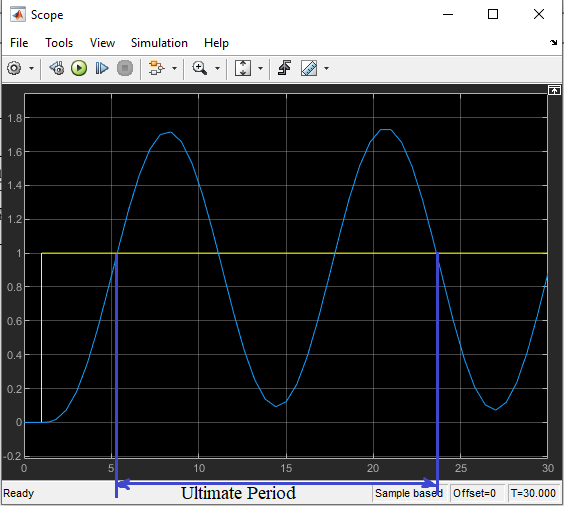 Scope
File Tools View Simulation Help
1.8
1.6
1.4
1.2
1
0.8
0.6
0.4
0.2
0
-0.2
0 5 10 15 20 25 30
Ready Ultimate Period Sample based Offset=0 T=30.000